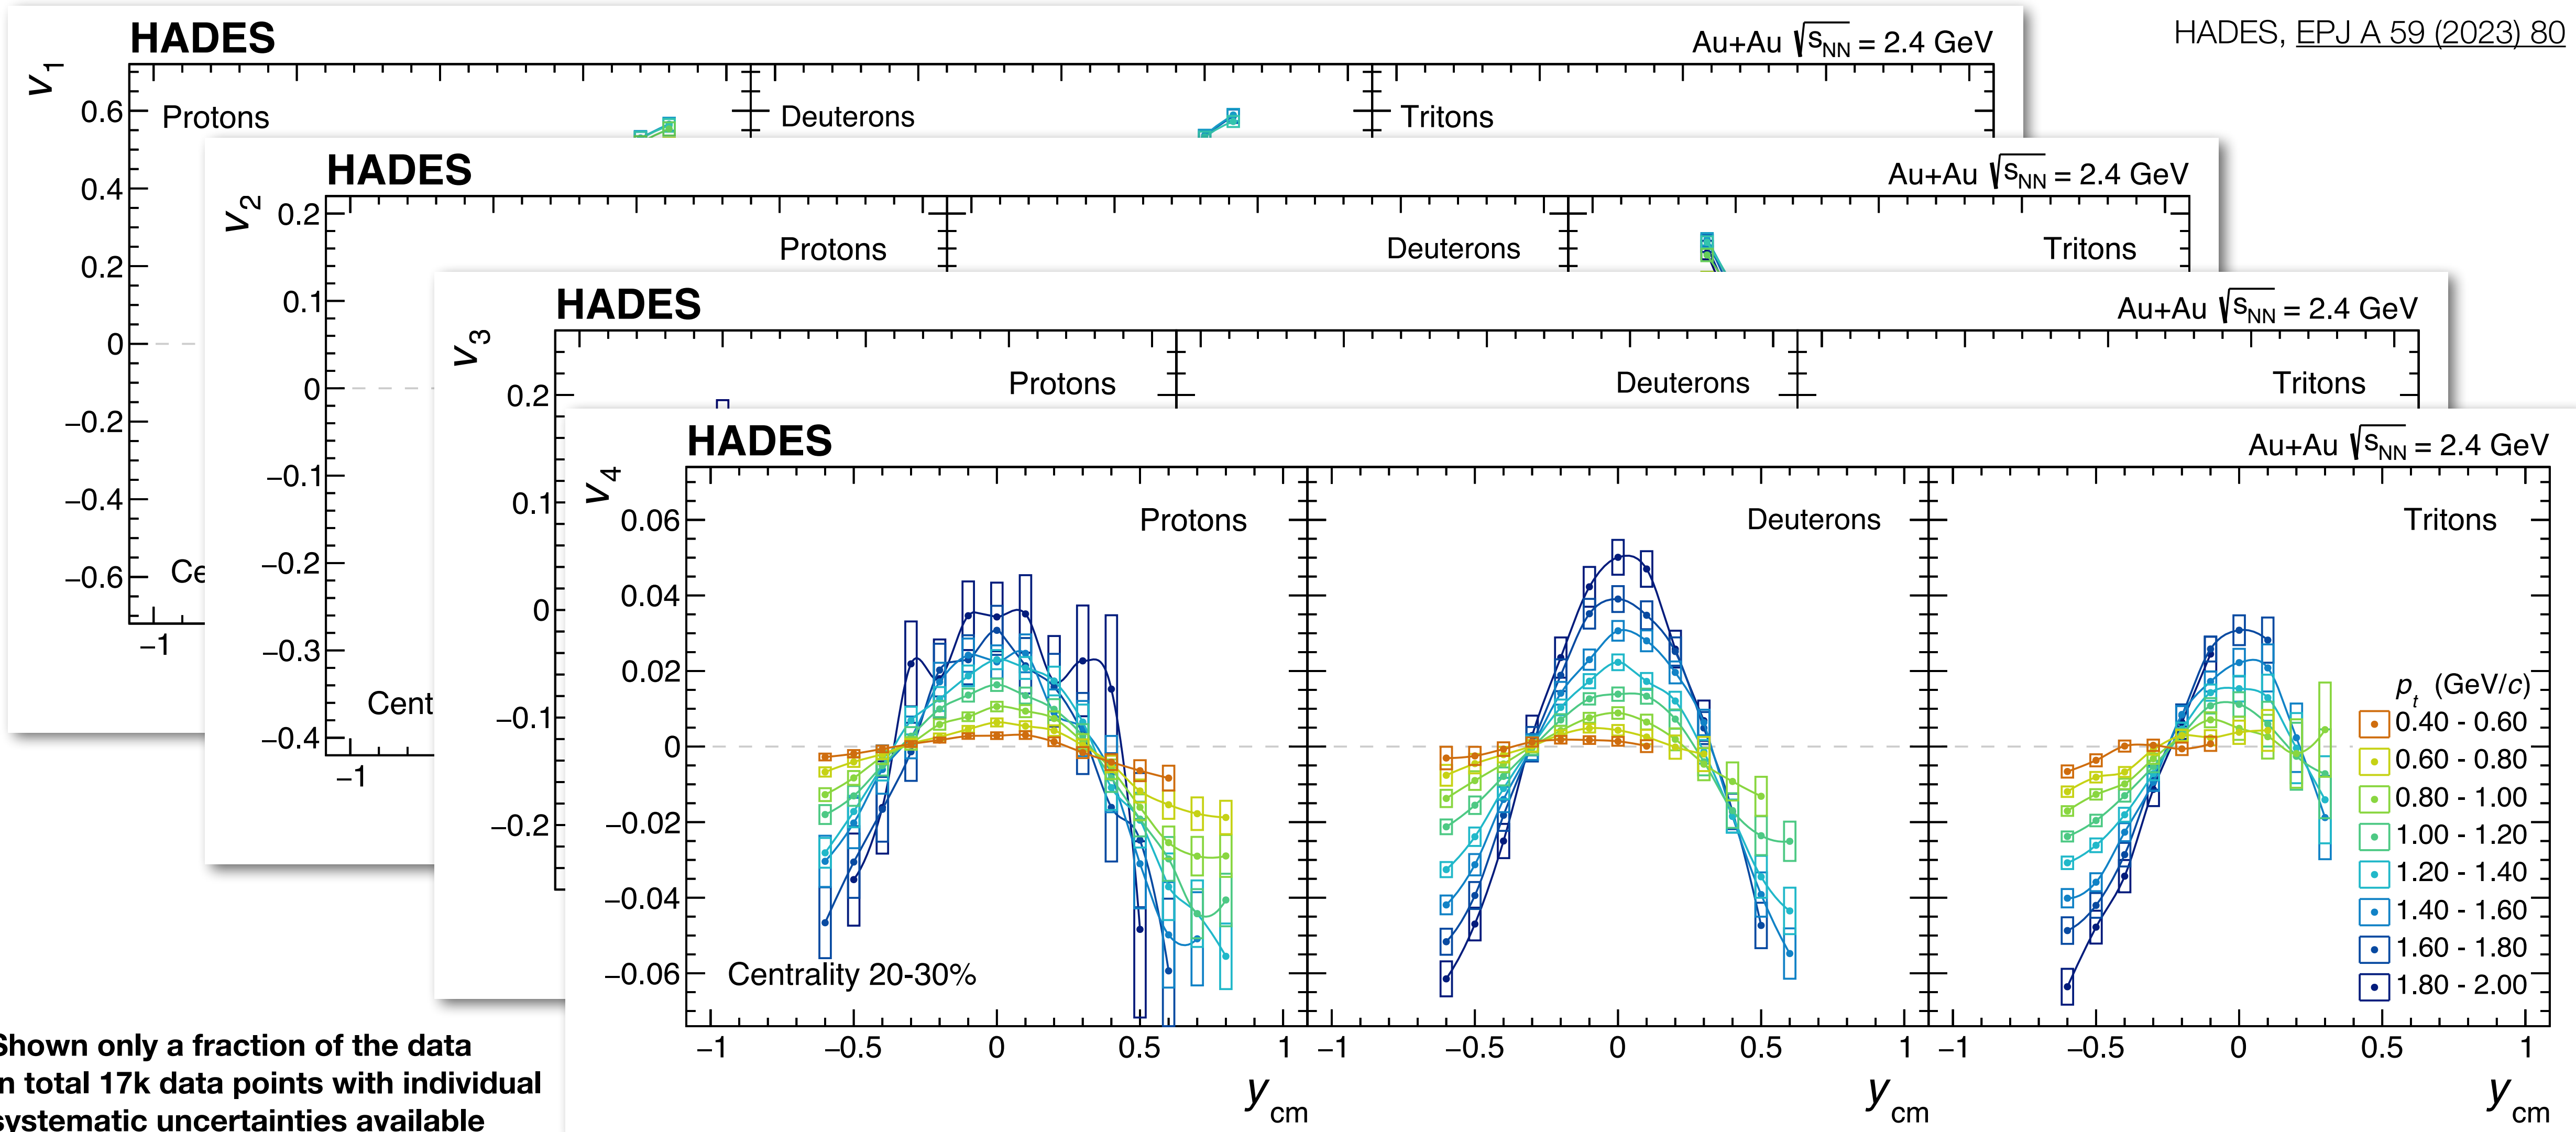 HADES, EPJ A 59 (2023) 80
HADES
Au+Au √sNN = 2.4 GeV
v1
Protons
Deuterons
Tritons
0.6
0.4
0.2
0
−0.2
−0.4
−0.6
−1
HADES
Au+Au √sNN = 2.4 GeV
v2
Protons
Deuterons
Tritons
0.2
0.1
0
−0.1
−0.2
−0.3
−0.4
Cent
−1
HADES
Au+Au √sNN = 2.4 GeV
v3
Protons
Deuterons
Tritons
0.2
0.1
0
−0.1
−0.2
HADES
Au+Au √sNN = 2.4 GeV
v4
Protons
Deuterons
Tritons
0.06
0.04
0.02
0
−0.02
−0.04
−0.06
Centrality 20-30%
pt (GeV/c)
0.40 - 0.60
0.60 - 0.80
0.80 - 1.00
1.00 - 1.20
1.20 - 1.40
1.40 - 1.60
1.60 - 1.80
1.80 - 2.00
−1 −0.5 0 0.5 1 −1 −0.5 0 0.5 1 −1 −0.5 0 0.5 1
ycm ycm ycm
Shown only a fraction of the data
in total 17k data points with individual
systematic uncertainties available